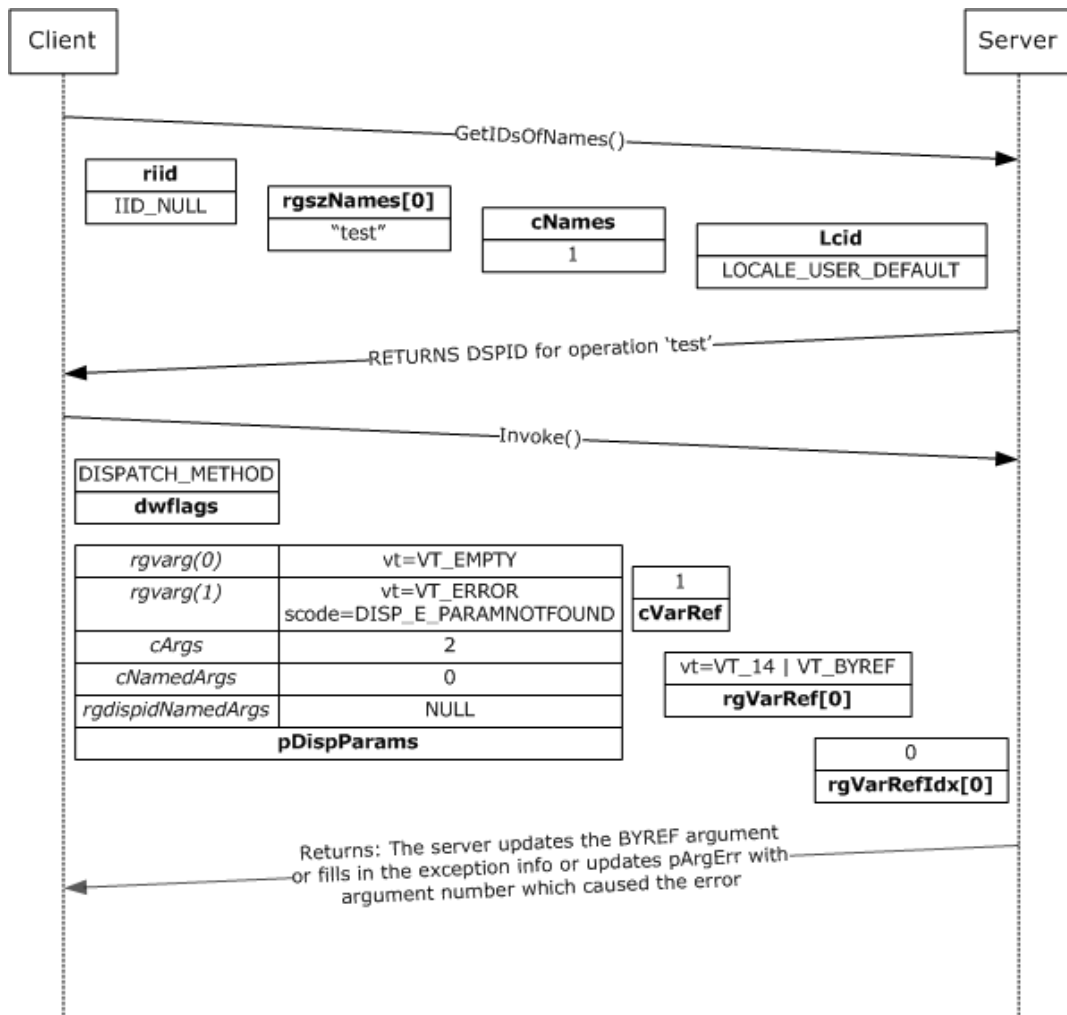 Client
Server
GetIDsOfNames()
riid
IID_NULL
rgszNames[0]
“test”
cNames
1
Lcid
LOCALE_USER_DEFAULT
RETURNS DSPID for operation ‘test’
Invoke()
DISPATCH_METHOD
dwflags
rgvarg(0) vt=VT_EMPTY
rgvarg(1) vt=VT_ERROR
scode=DISP_E_PARAMNOTFOUND
cArgs 2
cNamedArgs 0
rgdispidNamedArgs NULL
pDispParams
1
cVarRef
vt=VT_14 | VT_BYREF
rgVarRef[0]
0
rgVarRefIdx[0]
Returns: The server updates the BYREF argument
or fills in the exception info or updates pArgErr with
argument number which caused the error